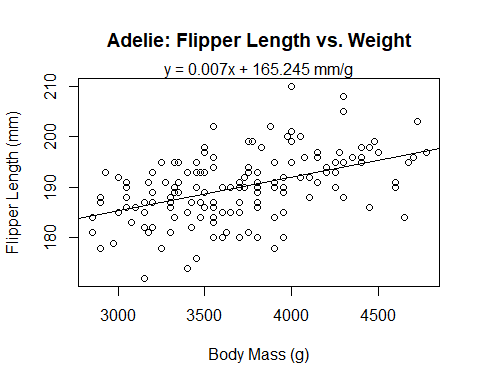 Adelie: Flipper Length vs. Weight
y = 0.007x + 165.245 mm/g
210
200
190
180
Flipper Length (mm)
3000 3500 4000 4500
Body Mass (g)